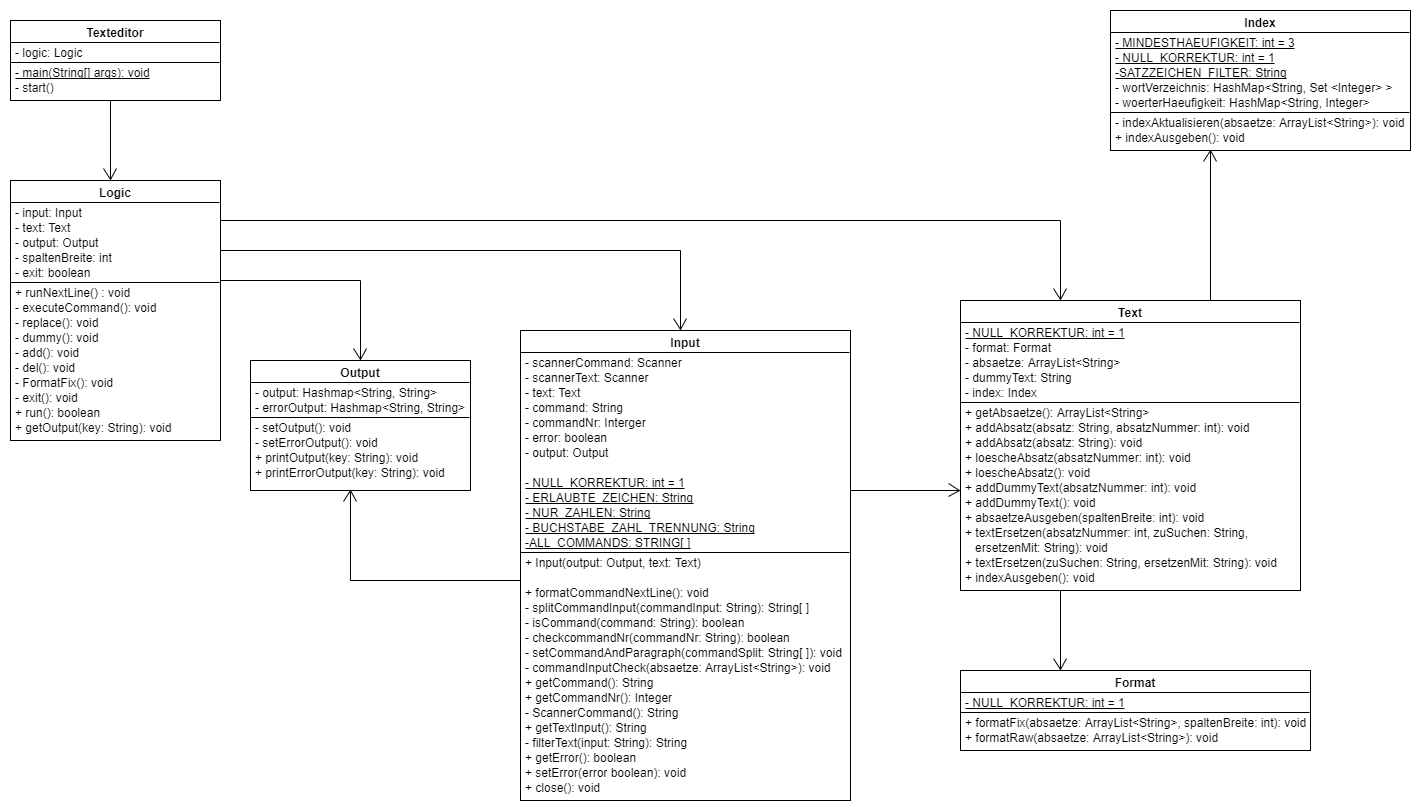 Texteditor
- logic: Logic
- main(String[] args): void
- start()
Index
- MINDESTHAEUFIGKEIT: int = 3
- NULL_KORREKTUR: int = 1
-SATZZEICHEN_FILTER: String
- wortVerzeichnis: HashMap<String, Set <Integer> >
- woerterHaeufigkeit: HashMap<String, Integer>
- indexAktualisieren(absaetze: ArrayList<String>): void
+ indexAusgeben(): void
Logic
- input: Input
- text: Text
- output: Output
- spaltenBreite: int
- exit: boolean
+ runNextLine() : void
- executeCommand(): void
- replace(): void
- dummy(): void
- add(): void
- del(): void
- FormatFix(): void
- exit(): void
+ run(): boolean
+ getOutput(key: String): void
Output
- output: Hashmap<String, String>
- errorOutput: Hashmap<String, String>
- setOutput(): void
- setErrorOutput(): void
+ printOutput(key: String): void
+ printErrorOutput(key: String): void
Input
- scannerCommand: Scanner
- scannerText: Scanner
- text: Text
- command: String
- commandNr: Interger
- error: boolean
- output: Output
- NULL_KORREKTUR: int = 1
- ERLAUBTE_ZEICHEN: String
- NUR_ZAHLEN: String
- BUCHSTABE_ZAHL_TRENNUNG: String
-ALL_COMMANDS: STRING[ ]
+ Input(output: Output, text: Text)
+ formatCommandNextLine(): void
- splitCommandInput(commandInput: String): String[ ]
- isCommand(command: String): boolean
- checkcommandNr(commandNr: String): boolean
- setCommandAndParagraph(commandSplit: String[ ]): void
- commandInputCheck(absaetze: ArrayList<String>): void
+ getCommand(): String
+ getCommandNr(): Integer
- ScannerCommand(): String
+ getTextInput(): String
- filterText(input: String): String
+ getError(): boolean
+ setError(error boolean): void
+ close(): void
Text
- NULL_KORREKTUR: int = 1
- format: Format
- absaetze: ArrayList<String>
- dummyText: String
- index: Index
+ getAbsaetze(): ArrayList<String>
+ addAbsatz(absatz: String, absatzNummer: int): void
+ addAbsatz(absatz: String): void
+ loescheAbsatz(absatzNummer: int): void
+ loescheAbsatz(): void
+ addDummyText(absatzNummer: int): void
+ addDummyText(): void
+ absaetzeAusgeben(spaltenBreite: int): void
+ textErsetzen(absatzNummer: int, zuSuchen: String,
ersetzenMit: String): void
+ textErsetzen(zuSuchen: String, ersetzenMit: String): void
+ indexAusgeben(): void
Format
- NULL_KORREKTUR: int = 1
+ formatFix(absaetze: ArrayList<String>, spaltenBreite: int): void
+ formatRaw(absaetze: ArrayList<String>): void